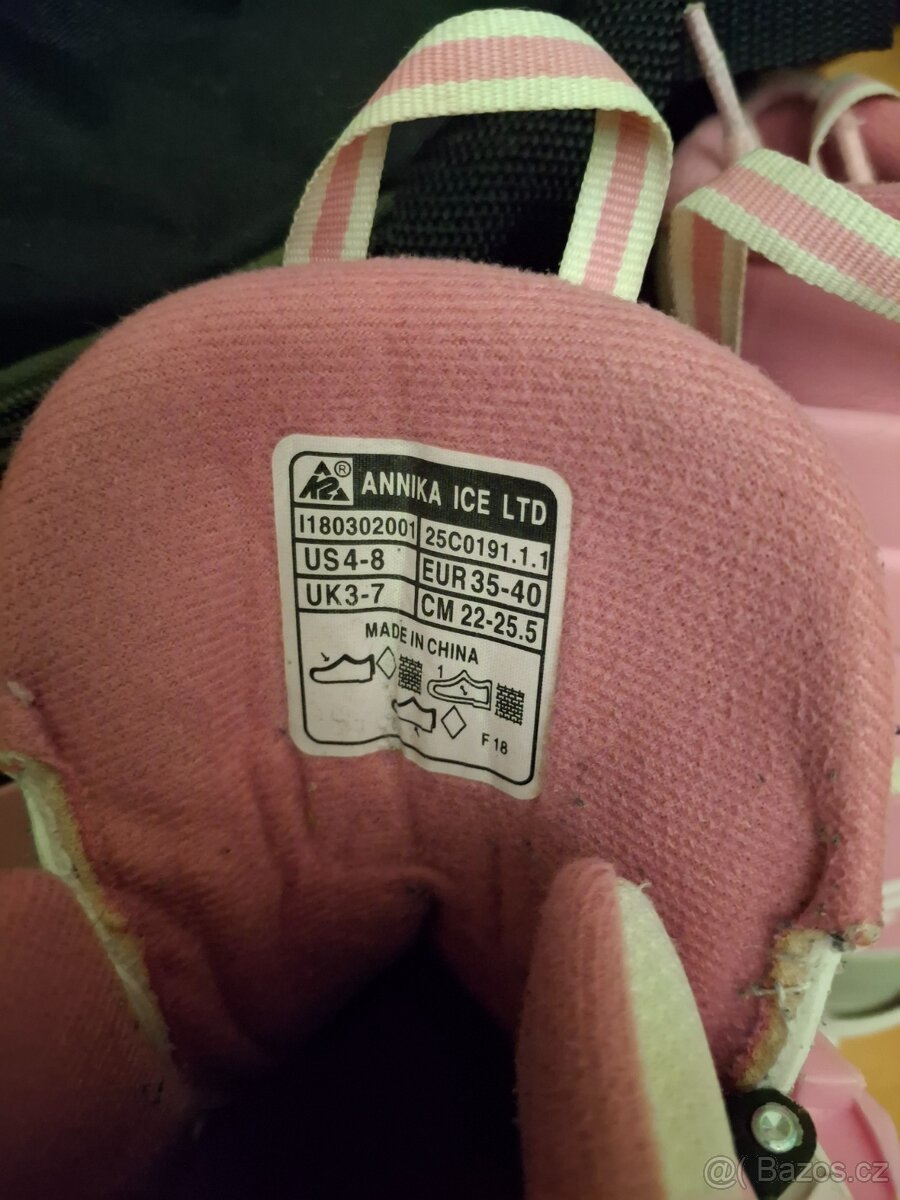 K2® ANNIKA ICE LTD
I180302001 25C0191.1.1
US4-8 EUR 35-40
UK3-7 CM 22-25.5
MADE IN CHINA
1
F18
@( Bazos.cz